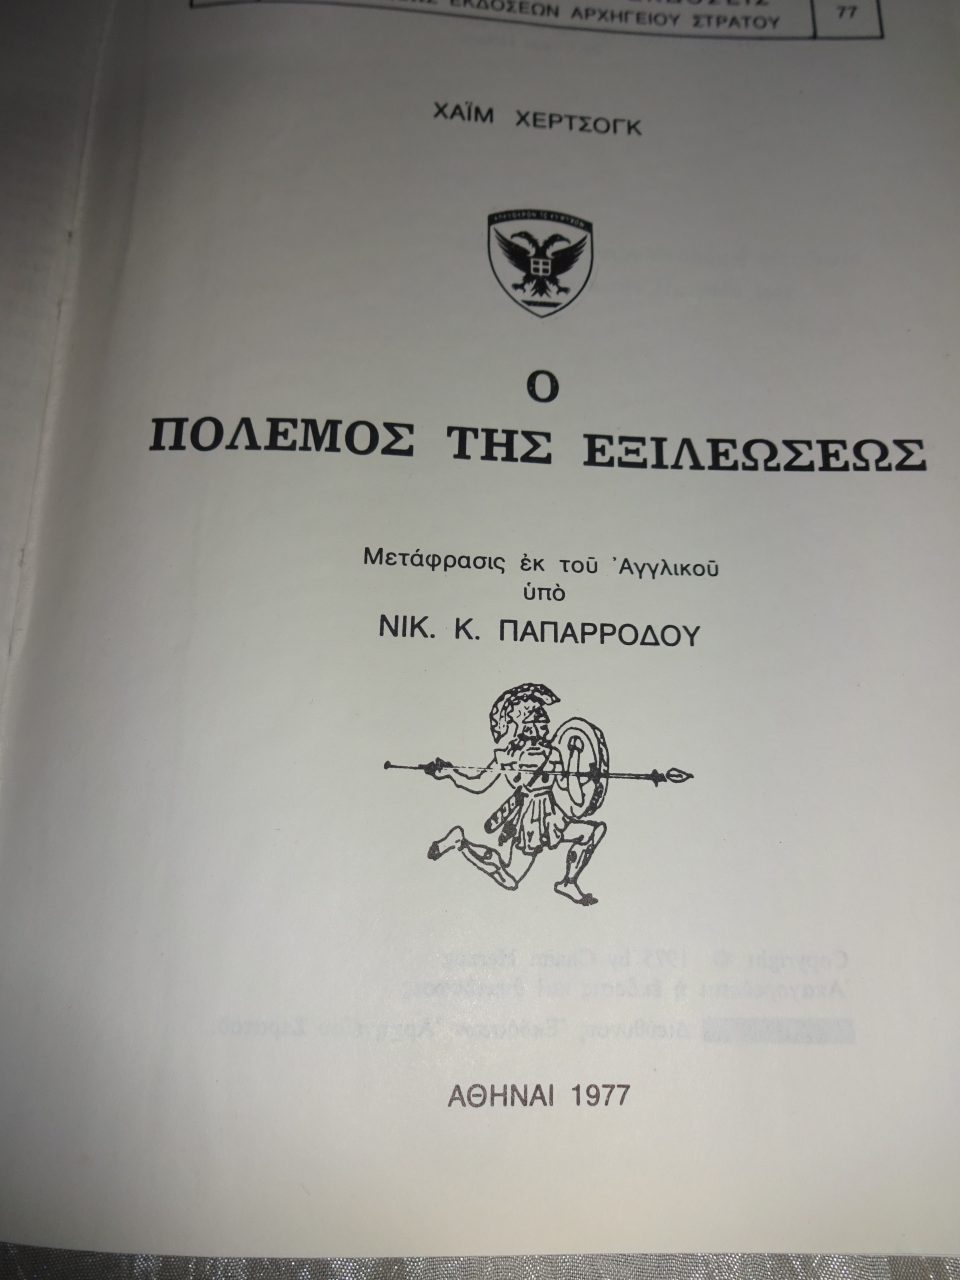 ΕΚΔΟΣΕΩΝ ΑΡΧΗΓΕΙΟΥ ΣΤΡΑΤΟΥ
77
ΧΑΪΜ ΧΕΡΤΣΟΓΚ
Ο
ΠΟΛΕΜΟΣ ΤΗΣ ΕΞΙΛΕΩΣΕΩΣ
Μετάφρασις ἐκ τοῦ Ἀγγλικοῦ
ὑπὸ
ΝΙΚ. Κ. ΠΑΠΑΡΡΟΔΟΥ
ΑΘΗΝΑΙ 1977